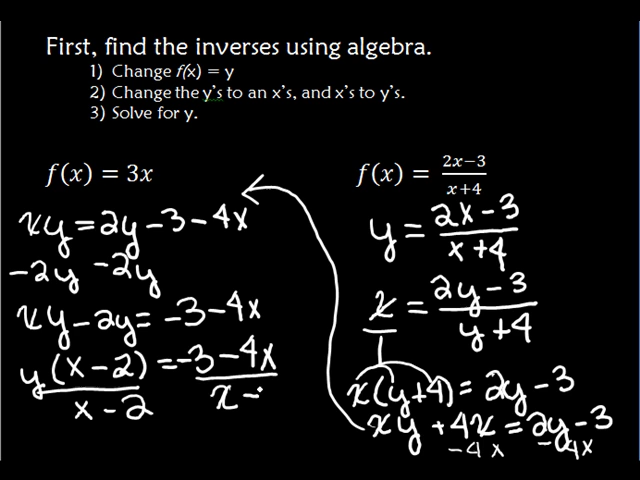 First, find the inverses using algebra.
1) Change f(x) = y
2) Change the y's to an x's, and x's to y's.
3) Solve for y.
f(x) = 3x
xy = 2y - 3 - 4x
-2y -2y
xy - 2y = -3 - 4x
y(x - 2) = -3 - 4x
x - 2 x -
f(x) = 2x-3 / x+4
y = 2x - 3 / x + 4
x = 2y - 3 / y + 4
1
x(y+4) = 2y - 3
xy + 4x = 2y - 3
-4x -4x